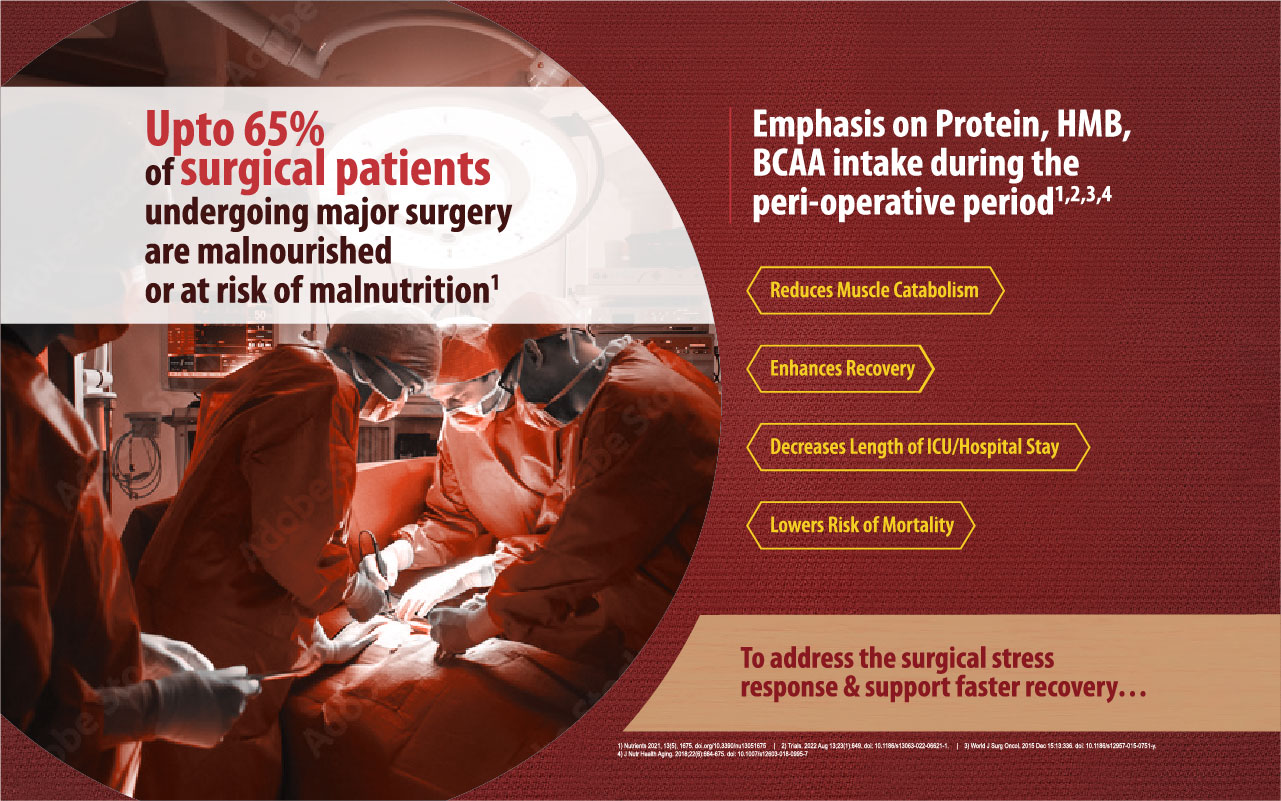 Upto 65%
of surgical patients
undergoing major surgery
are malnourished
or at risk of malnutrition1
Emphasis on Protein, HMB,
BCAA intake during the
peri-operative period1,2,3,4
Reduces Muscle Catabolism
Enhances Recovery
Decreases Length of ICU/Hospital Stay
Lowers Risk of Mortality
To address the surgical stress
response & support faster recovery...
1) Nutrients 2021, 13(5), 1675. doi.org/10.3390/nu13051675 | 2) Trials. 2022 Aug 13;23(1):649. doi: 10.1186/s13063-022-06621-1. | 3) World J Surg Oncol. 2015 Dec 15:13:336. doi: 10.1186/s12957-015-0751-y.
4) J Nutr Health Aging. 2018;22(6):664-675. doi: 10.1007/s12603-018-0995-7